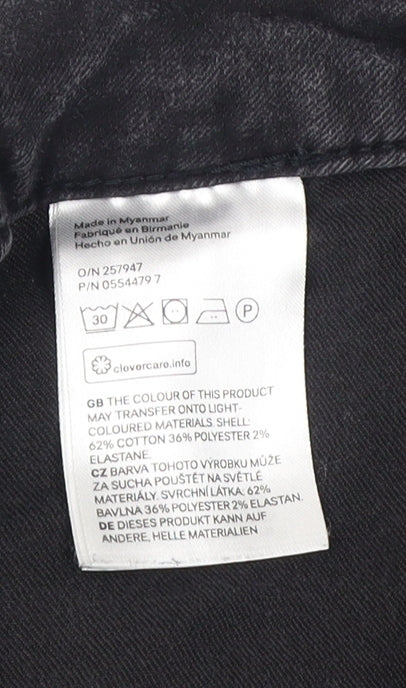 Made in Myanmar
Fabriqué en Birmanie
Hecho en Unión de Myanmar
O/N 257947
P/N 0554479 7
30 P
clevercare.info
GB THE COLOUR OF THIS PRODUCT
MAY TRANSFER ONTO LIGHT-
COLOURED MATERIALS. SHELL:
62% COTTON 36% POLYESTER 2%
ELASTANE.
CZ BARVA TOHOTO VÝROBKU MŮŽE
ZA SUCHA POUŠTĚT NA SVĚTLÉ
MATERIÁLY. SVRCHNÍ LÁTKA: 62%
BAVLNA 36% POLYESTER 2% ELASTAN.
DE DIESES PRODUKT KANN AUF
ANDERE, HELLE MATERIALIEN